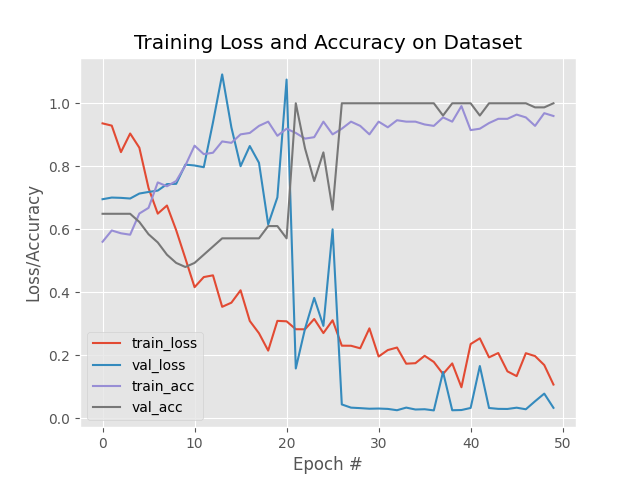 Training Loss and Accuracy on Dataset
Loss/Accuracy
1.0
0.8
0.6
0.4
0.2
0.0
train_loss
val_loss
train_acc
val_acc
0 10 20 30 40 50
Epoch #